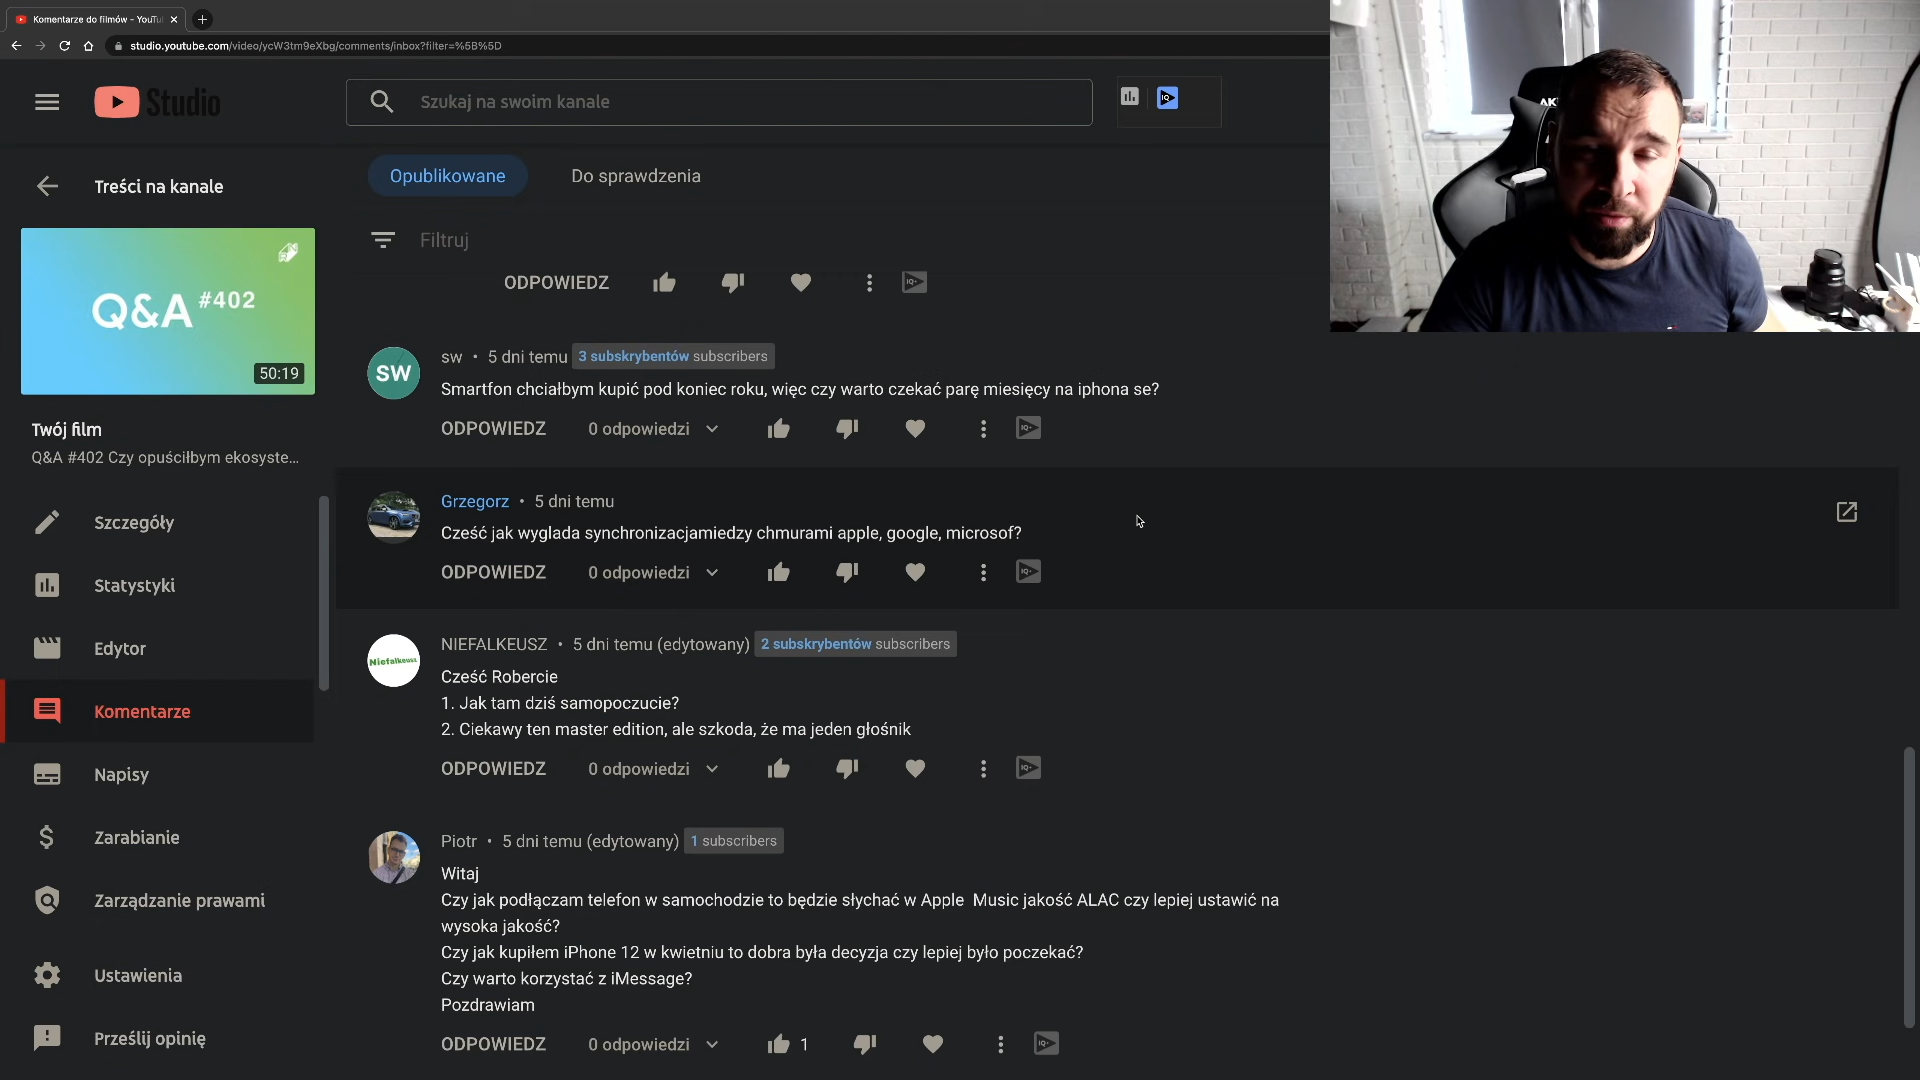 Komentarze do filmów - YouTu
studio.youtube.com/video/ycW3tm9eXbg/comments/inbox?filter=%5B%5D
Studio
Szukaj na swoim kanale
Treści na kanale
Opublikowane
Do sprawdzenia
Filtruj
Q&A #402
50:19
Twój film
Q&A #402 Czy opuściłbym ekosyste...
Szczegóły
Statystyki
Edytor
Komentarze
Napisy
Zarabianie
Zarządzanie prawami
Ustawienia
Prześlij opinię
ODPOWIEDZ
SW
sw • 5 dni temu 3 subskrybentów subscribers
Smartfon chciałbym kupić pod koniec roku, więc czy warto czekać parę miesięcy na iphona se?
ODPOWIEDZ 0 odpowiedzi
Grzegorz • 5 dni temu
Cześć jak wyglada synchronizacjamiedzy chmurami apple, google, microsof?
ODPOWIEDZ 0 odpowiedzi
Niefalkeusz
NIEFALKEUSZ • 5 dni temu (edytowany) 2 subskrybentów subscribers
Cześć Robercie
1. Jak tam dziś samopoczucie?
2. Ciekawy ten master edition, ale szkoda, że ma jeden głośnik
ODPOWIEDZ 0 odpowiedzi
Piotr • 5 dni temu (edytowany) 1 subscribers
Witaj
Czy jak podłączam telefon w samochodzie to będzie słychać w Apple Music jakość ALAC czy lepiej ustawić na
wysoka jakość?
Czy jak kupiłem iPhone 12 w kwietniu to dobra była decyzja czy lepiej było poczekać?
Czy warto korzystać z iMessage?
Pozdrawiam
ODPOWIEDZ 0 odpowiedzi 1